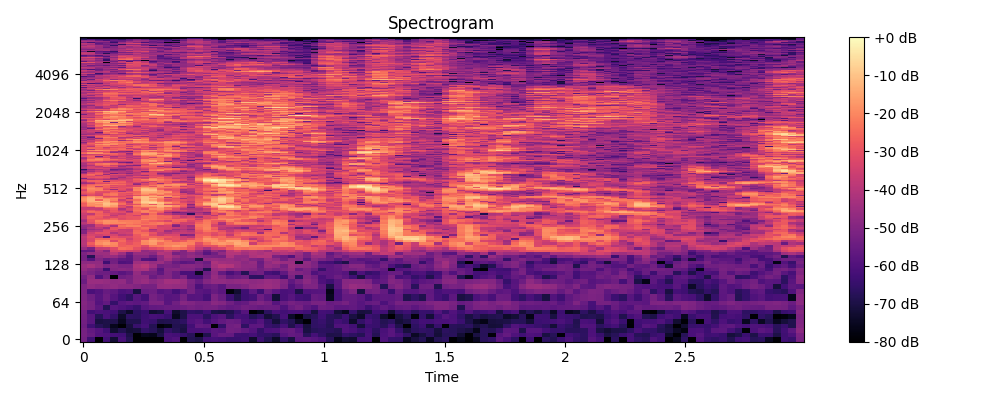 Spectrogram
Hz
4096
2048
1024
512
256
128
64
0
0
0.5
1
1.5
2
2.5
Time
+0 dB
-10 dB
-20 dB
-30 dB
-40 dB
-50 dB
-60 dB
-70 dB
-80 dB